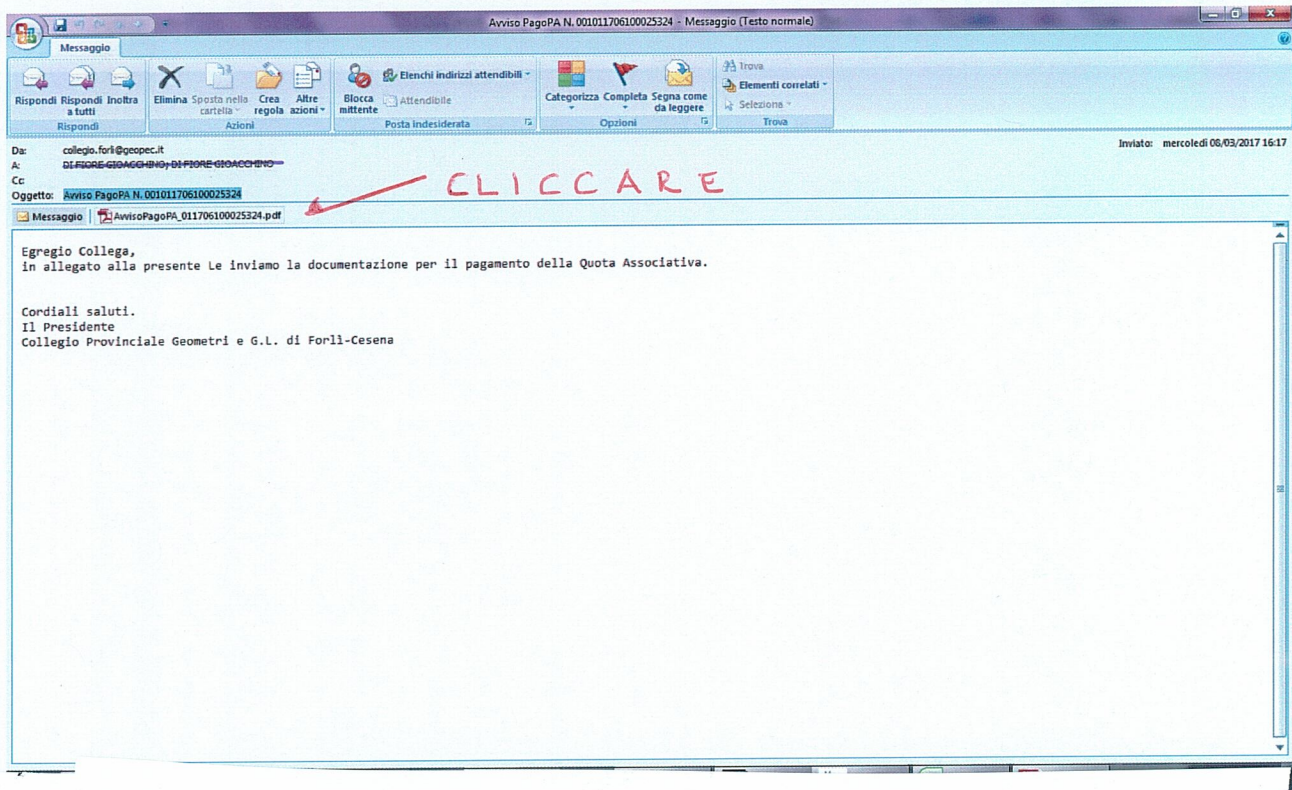 Avviso PagoPA N. 001011706100025324 - Messaggio (Testo normale)
Messaggio
Rispondi Rispondi a tutti Inoltra
Rispondi
Elimina Sposta nella cartella Crea regola Altre azioni
Azioni
Blocca mittente Elenchi indirizzi attendibili Attendibile
Posta indesiderata
Categorizza Completa Segna come da leggere
Opzioni
Trova
Elementi correlati
Seleziona
Trova
Da: collegio.forli@geopec.it
Inviato: mercoledì 08/03/2017 16:17
A: DI FIORE GIOACCHINO; DI FIORE GIOACCHINO
Cc:
Oggetto: Avviso PagoPA N. 001011706100025324
CLICCARE
Messaggio AvvisoPagoPA_011706100025324.pdf
Egregio Collega,
in allegato alla presente Le inviamo la documentazione per il pagamento della Quota Associativa.
Cordiali saluti.
Il Presidente
Collegio Provinciale Geometri e G.L. di Forlì-Cesena